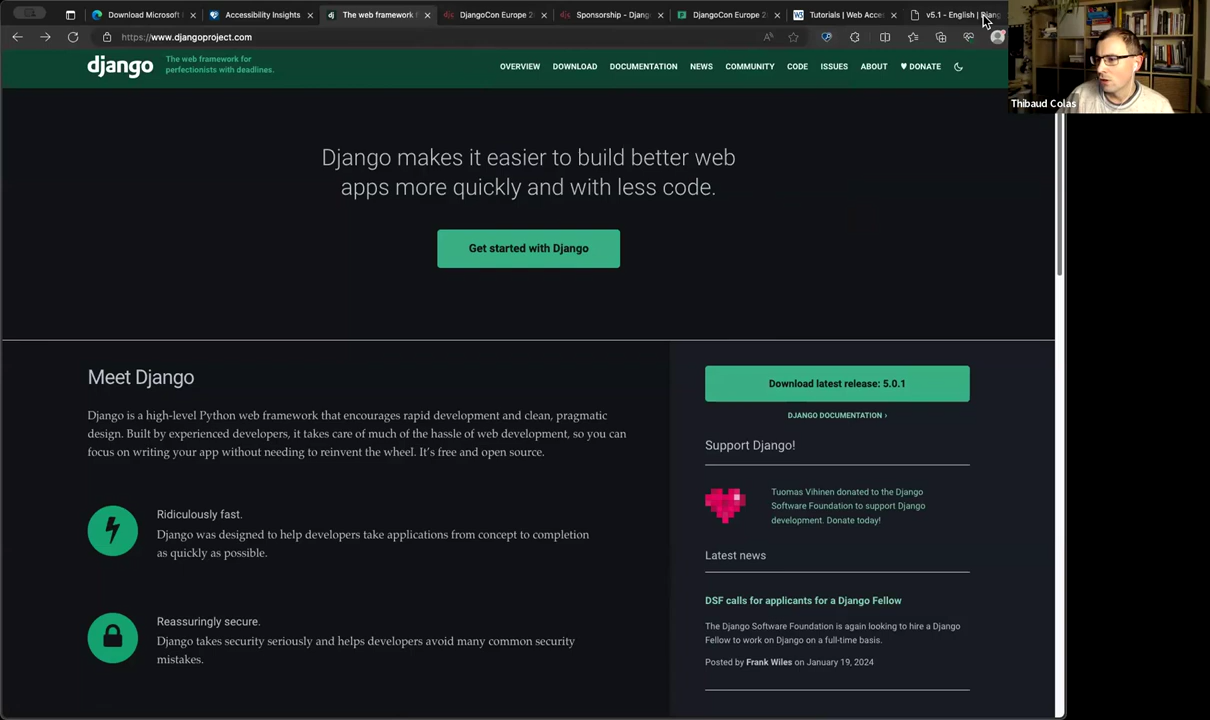 Download Microsoft
Accessibility Insights
The web framework
DjangoCon Europe 2
Sponsorship - Djang
DjangoCon Europe 2
Tutorials | Web Acce
v5.1 - English | Djang
https://www.djangoproject.com
django
The web framework for
perfectionists with deadlines.
OVERVIEW
DOWNLOAD
DOCUMENTATION
NEWS
COMMUNITY
CODE
ISSUES
ABOUT
♥ DONATE
Thibaud Colas
Django makes it easier to build better web
apps more quickly and with less code.
Get started with Django
Meet Django
Django is a high-level Python web framework that encourages rapid development and clean, pragmatic
design. Built by experienced developers, it takes care of much of the hassle of web development, so you can
focus on writing your app without needing to reinvent the wheel. It's free and open source.
Ridiculously fast.
Django was designed to help developers take applications from concept to completion
as quickly as possible.
Reassuringly secure.
Django takes security seriously and helps developers avoid many common security
mistakes.
Download latest release: 5.0.1
DJANGO DOCUMENTATION ›
Support Django!
Tuomas Vihinen donated to the Django
Software Foundation to support Django
development. Donate today!
Latest news
DSF calls for applicants for a Django Fellow
The Django Software Foundation is again looking to hire a Django
Fellow to work on Django on a full-time basis.
Posted by Frank Wiles on January 19, 2024